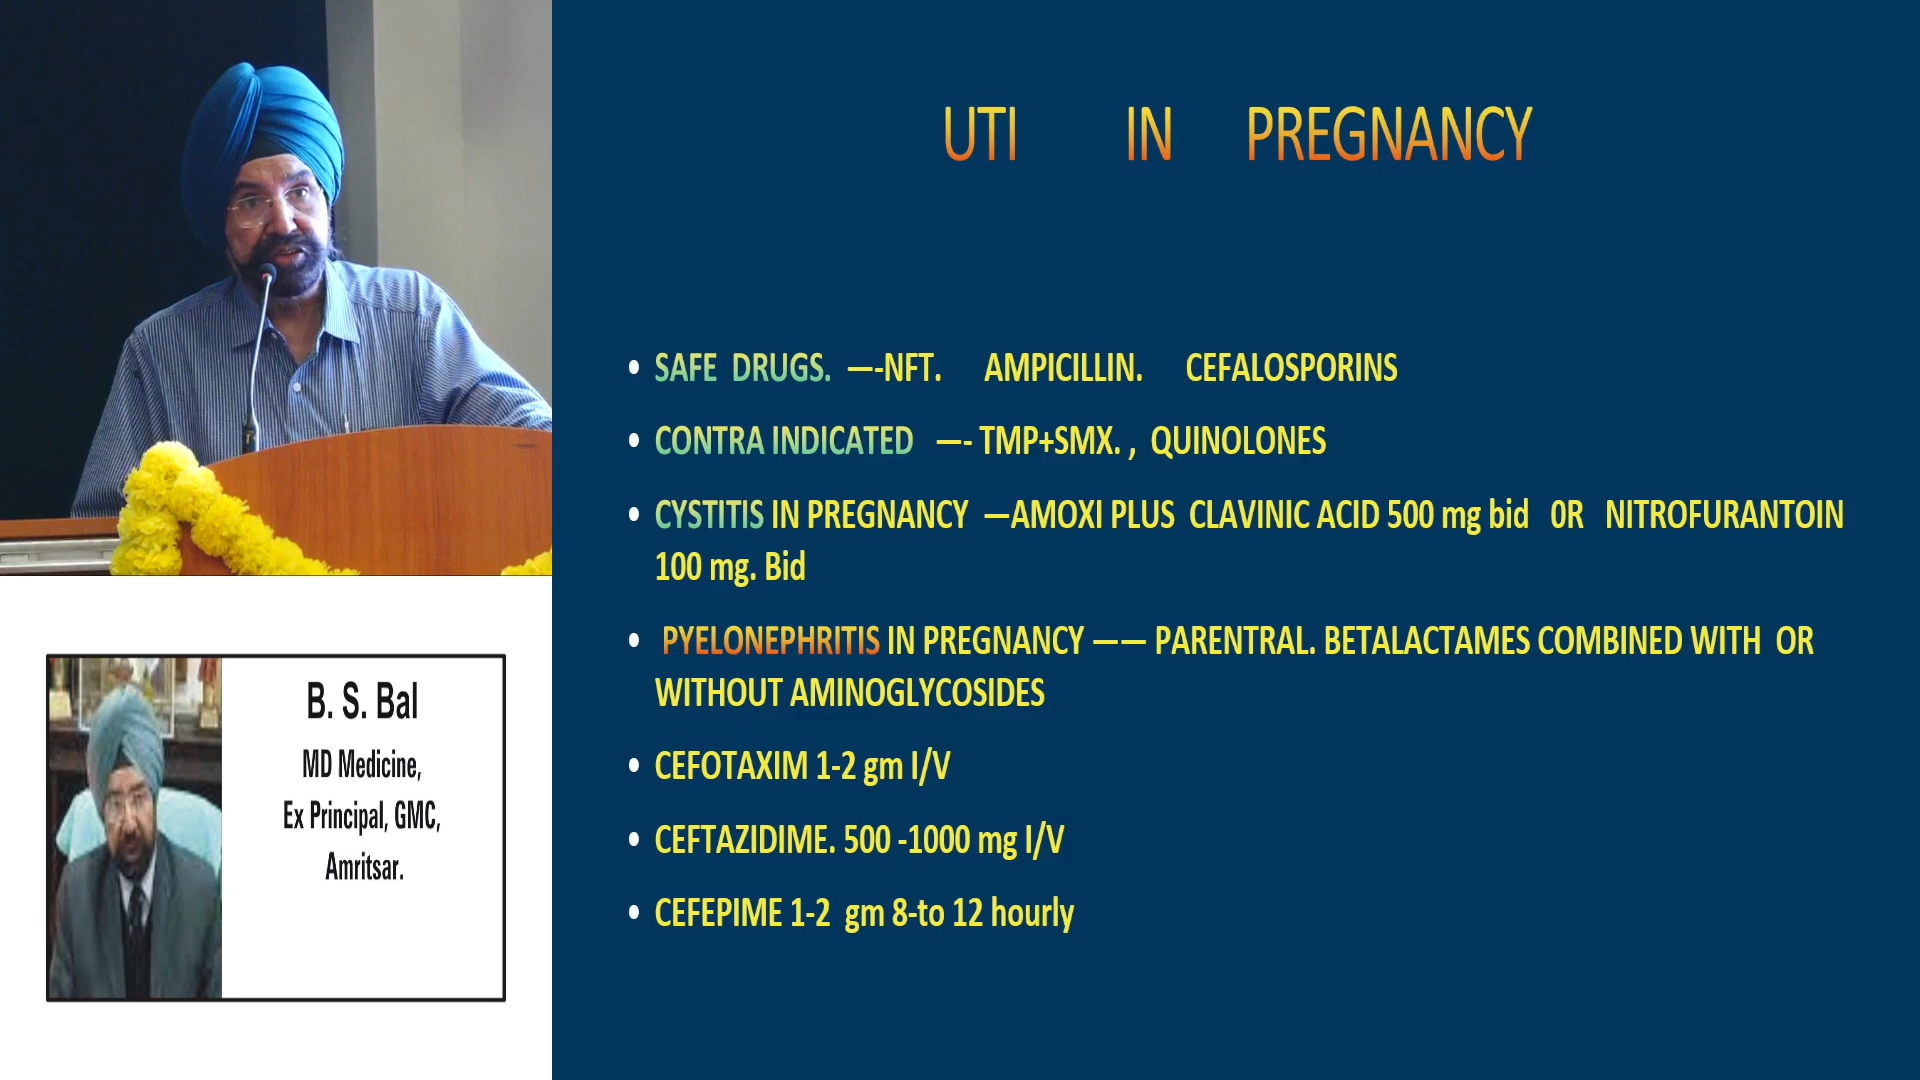 UTI IN PREGNANCY
• SAFE DRUGS. —-NFT. AMPICILLIN. CEFALOSPORINS
• CONTRA INDICATED —- TMP+SMX. , QUINOLONES
• CYSTITIS IN PREGNANCY —AMOXI PLUS CLAVINIC ACID 500 mg bid 0R NITROFURANTOIN
100 mg. Bid
• PYELONEPHRITIS IN PREGNANCY —— PARENTRAL. BETALACTAMES COMBINED WITH OR
WITHOUT AMINOGLYCOSIDES
• CEFOTAXIM 1-2 gm I/V
• CEFTAZIDIME. 500 -1000 mg I/V
• CEFEPIME 1-2 gm 8-to 12 hourly
B. S. Bal
MD Medicine,
Ex Principal, GMC,
Amritsar.